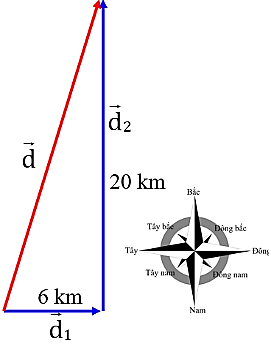 d⃗₂
d⃗
20 km
6 km
d⃗₁
Bắc
Tây bắc
Đông bắc
Tây
Đông
Tây nam
Đông nam
Nam